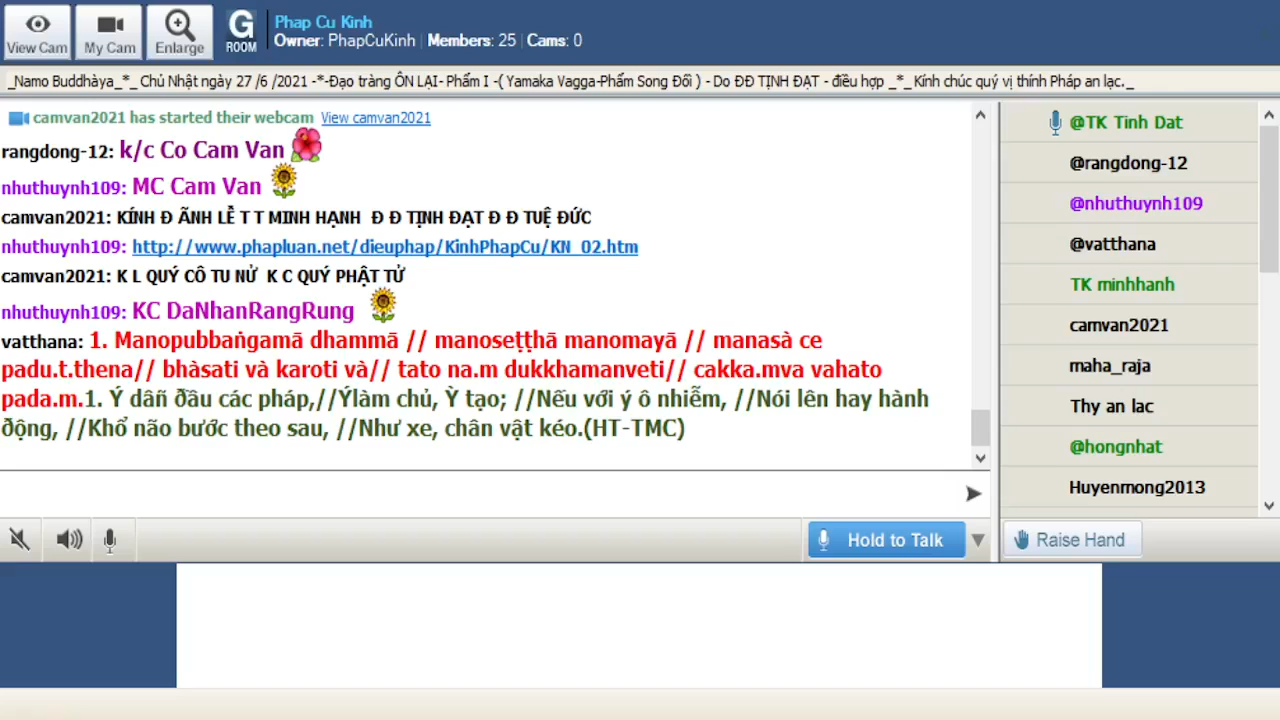 View Cam
My Cam
Enlarge
G
ROOM
Phap Cu Kinh
Owner: PhapCuKinh | Members: 25 | Cams: 0
_Namo Buddhàya_*_ Chủ Nhật ngày 27 /6 /2021 -*-Đạo tràng ÔN LẠI- Phẩm I -( Yamaka Vagga-Phẩm Song Đối ) - Do ĐĐ TỊNH ĐẠT - điều hợp _*_ Kính chúc quý vị thính Pháp an lạc._
camvan2021 has started their webcam View camvan2021
rangdong-12: k/c Co Cam Van
nhuthuynh109: MC Cam Van
camvan2021: KÍNH Đ ÃNH LỄ T T MINH HẠNH Đ Đ TỊNH ĐẠT Đ Đ TUỆ ĐỨC
nhuthuynh109: http://www.phapluan.net/dieuphap/KinhPhapCu/KN_02.htm
camvan2021: K L QUÝ CÔ TU NỬ K C QUÝ PHẬT TỬ
nhuthuynh109: KC DaNhanRangRung
vatthana: 1. Manopubbaṅgamā dhammā // manoseṭṭhā manomayā // manasà ce
padu.t.thena// bhàsati và karoti và// tato na.m dukkhamanveti// cakka.mva vahato
pada.m.1. Ý dâñ ðâù các pháp,//Ýlàm chủ, Ỳ tạo; //Nếu với ý ô nhiễm, //Nói lên hay hành
ðộng, //Khổ não bước theo sau, //Như xe, chân vật kéo.(HT-TMC)
Hold to Talk
@TK Tinh Dat
@rangdong-12
@nhuthuynh109
@vatthana
TK minhhanh
camvan2021
maha_raja
Thy an lac
@hongnhat
Huyenmong2013
Raise Hand